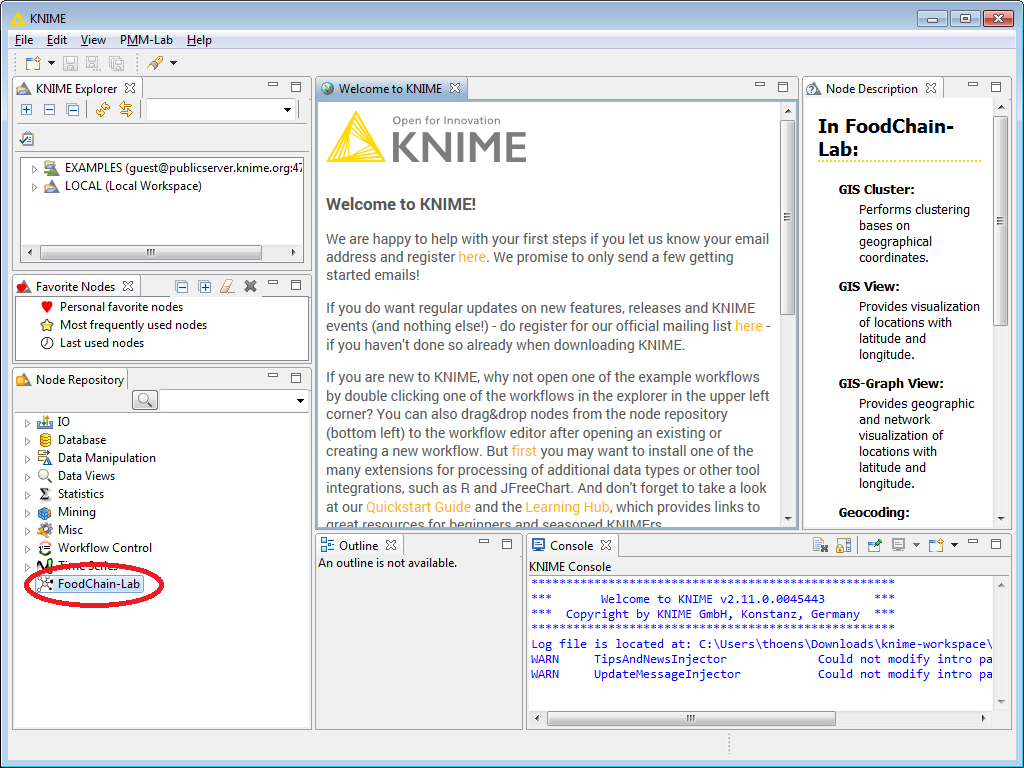 KNIME
File Edit View PMM-Lab Help
KNIME Explorer
EXAMPLES (guest@publicserver.knime.org:47
LOCAL (Local Workspace)
Favorite Nodes
Personal favorite nodes
Most frequently used nodes
Last used nodes
Node Repository
IO
Database
Data Manipulation
Data Views
Statistics
Mining
Misc
Workflow Control
Time Series
FoodChain-Lab
Welcome to KNIME
Open for Innovation
KNIME
Welcome to KNIME!
We are happy to help with your first steps if you let us know your email
address and register here. We promise to only send a few getting
started emails!
If you do want regular updates on new features, releases and KNIME
events (and nothing else!) - do register for our official mailing list here -
if you haven't done so already when downloading KNIME.
If you are new to KNIME, why not open one of the example workflows
by double clicking one of the workflows in the explorer in the upper left
corner? You can also drag&drop nodes from the node repository
(bottom left) to the workflow editor after opening an existing or
creating a new workflow. But first you may want to install one of the
many extensions for processing of additional data types or other tool
integrations, such as R and JFreeChart. And don't forget to take a look
at our Quickstart Guide and the Learning Hub, which provides links to
great resources for beginners and seasoned KNIMErs.
Node Description
In FoodChain-
Lab:
GIS Cluster:
Performs clustering
bases on
geographical
coordinates.
GIS View:
Provides visualization
of locations with
latitude and
longitude.
GIS-Graph View:
Provides geographic
and network
visualization of
locations with
latitude and
longitude.
Geocoding:
Outline
An outline is not available.
Console
KNIME Console
****************************************************
*** Welcome to KNIME v2.11.0.0045443 ***
*** Copyright by KNIME GmbH, Konstanz, Germany ***
****************************************************
Log file is located at: C:\Users\thoens\Downloads\knime-workspace\
WARN TipsAndNewsInjector Could not modify intro pa
WARN UpdateMessageInjector Could not modify intro pa